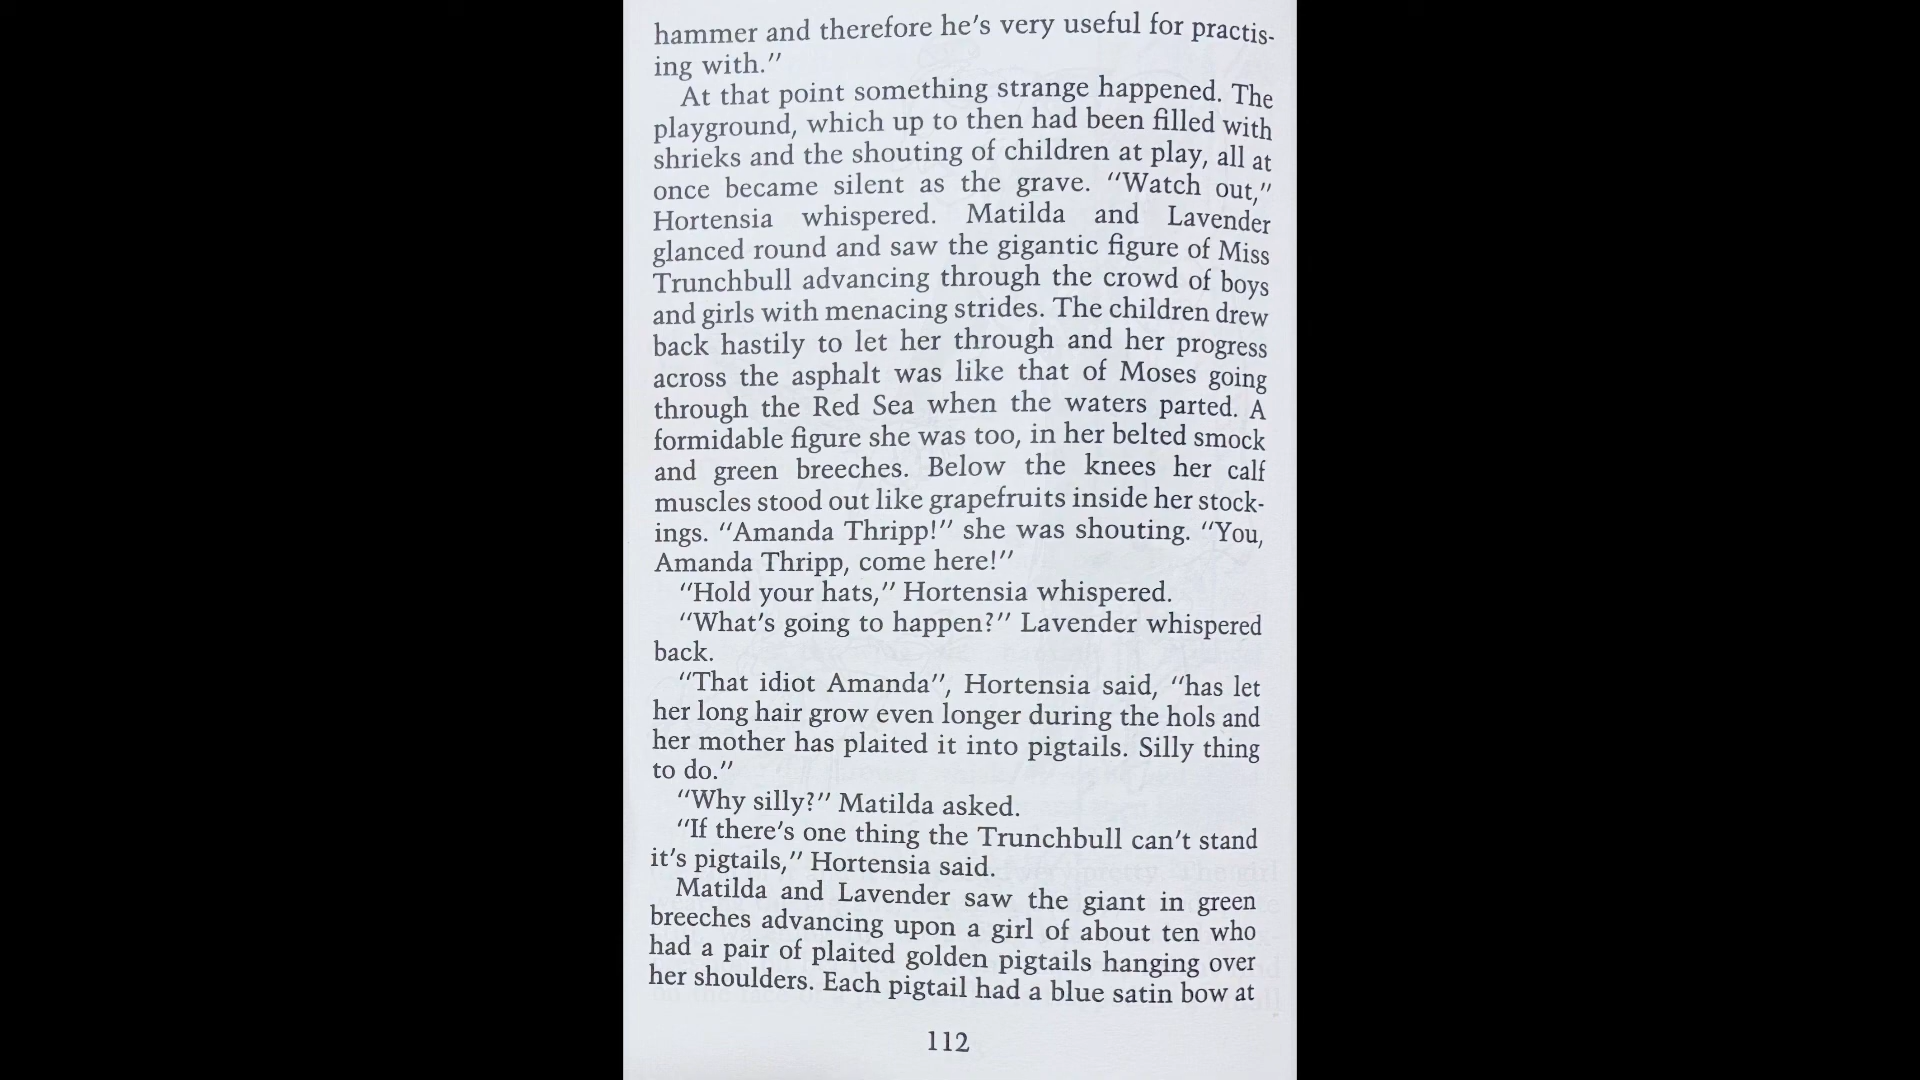 hammer and therefore he's very useful for practis-
ing with."
At that point something strange happened. The
playground, which up to then had been filled with
shrieks and the shouting of children at play, all at
once became silent as the grave. "Watch out,"
Hortensia whispered. Matilda and Lavender
glanced round and saw the gigantic figure of Miss
Trunchbull advancing through the crowd of boys
and girls with menacing strides. The children drew
back hastily to let her through and her progress
across the asphalt was like that of Moses going
through the Red Sea when the waters parted. A
formidable figure she was too, in her belted smock
and green breeches. Below the knees her calf
muscles stood out like grapefruits inside her stock-
ings. "Amanda Thripp!" she was shouting. "You,
Amanda Thripp, come here!"
"Hold your hats," Hortensia whispered.
"What's going to happen?" Lavender whispered
back.
"That idiot Amanda", Hortensia said, "has let
her long hair grow even longer during the hols and
her mother has plaited it into pigtails. Silly thing
to do."
"Why silly?" Matilda asked.
"If there's one thing the Trunchbull can't stand
it's pigtails," Hortensia said.
Matilda and Lavender saw the giant in green
breeches advancing upon a girl of about ten who
had a pair of plaited golden pigtails hanging over
her shoulders. Each pigtail had a blue satin bow at
112